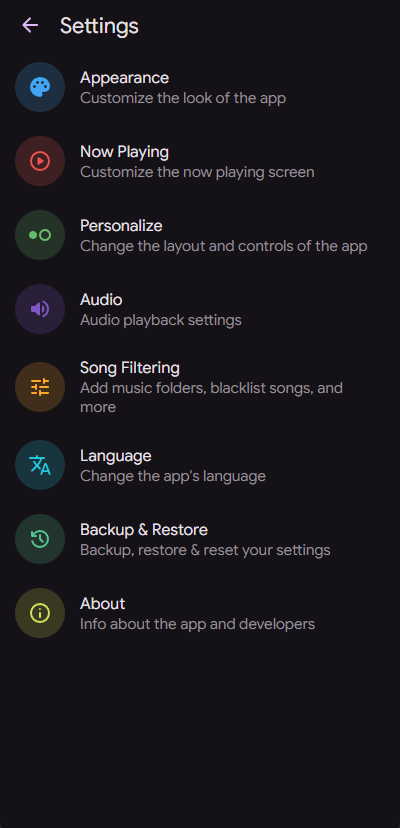 Settings
Appearance
Customize the look of the app
Now Playing
Customize the now playing screen
Personalize
Change the layout and controls of the app
Audio
Audio playback settings
Song Filtering
Add music folders, blacklist songs, and
more
Language
Change the app's language
Backup & Restore
Backup, restore & reset your settings
About
Info about the app and developers